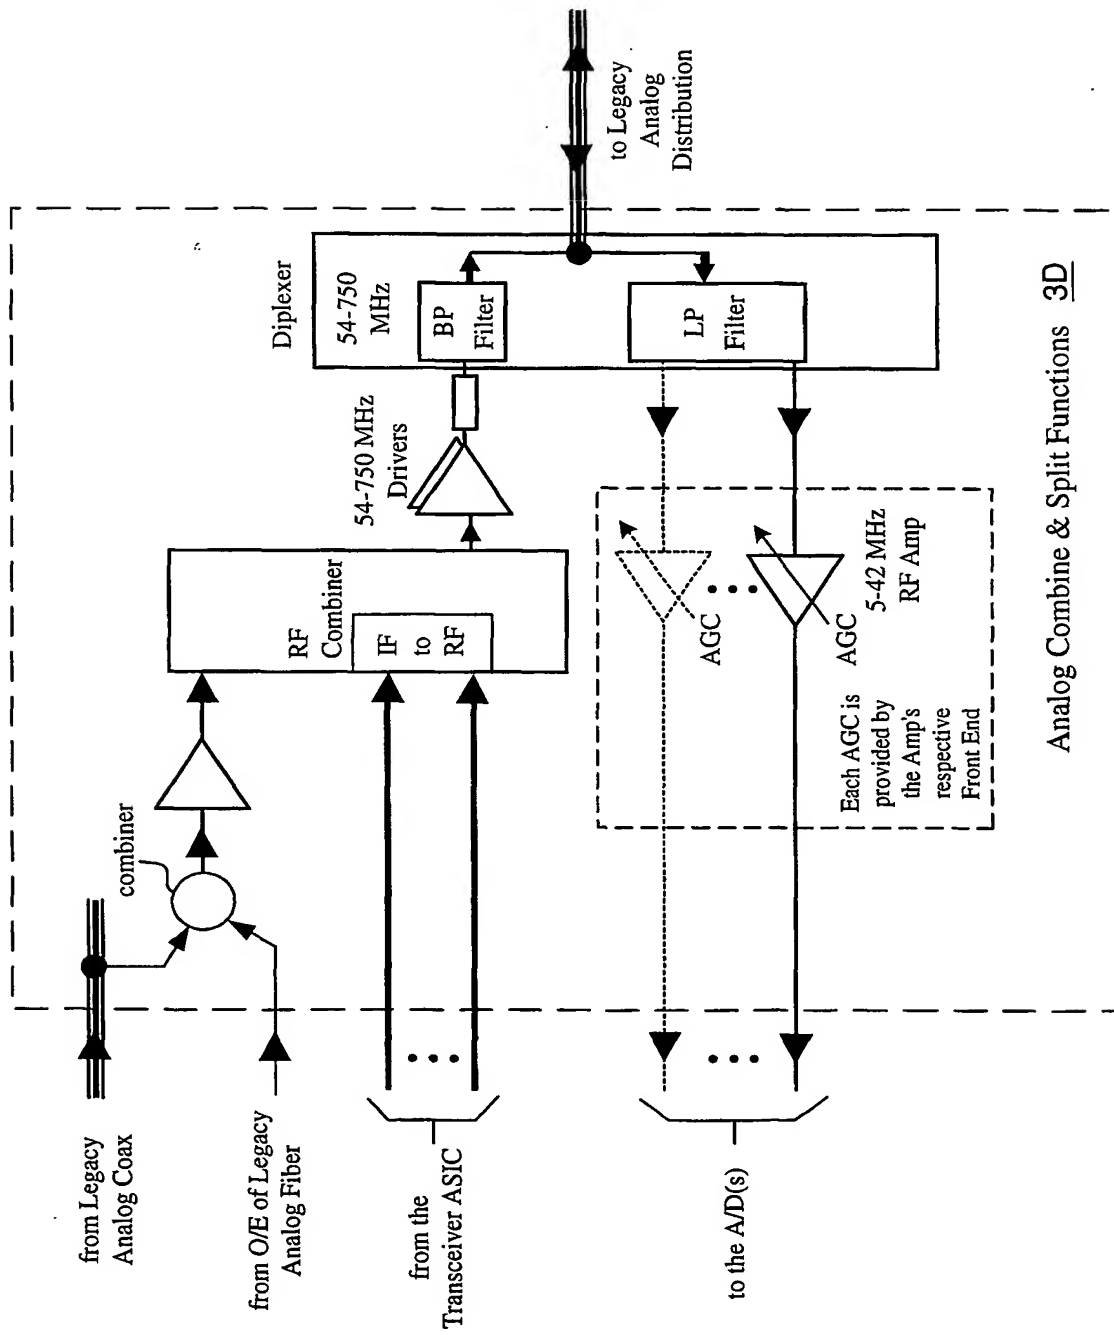 from Legacy
Analog Coax
from O/E of Legacy
Analog Fiber
from the
Transceiver ASIC
to the A/D(s)
combiner
RF
Combiner
IF
to
RF
54-750 MHz
Drivers
Diplexer
54-750
MHz
BP
Filter
LP
Filter
to Legacy
Analog
Distribution
AGC
AGC
5-42 MHz
RF Amp
Each AGC is
provided by
the Amp's
respective
Front End
Analog Combine & Split Functions 3D